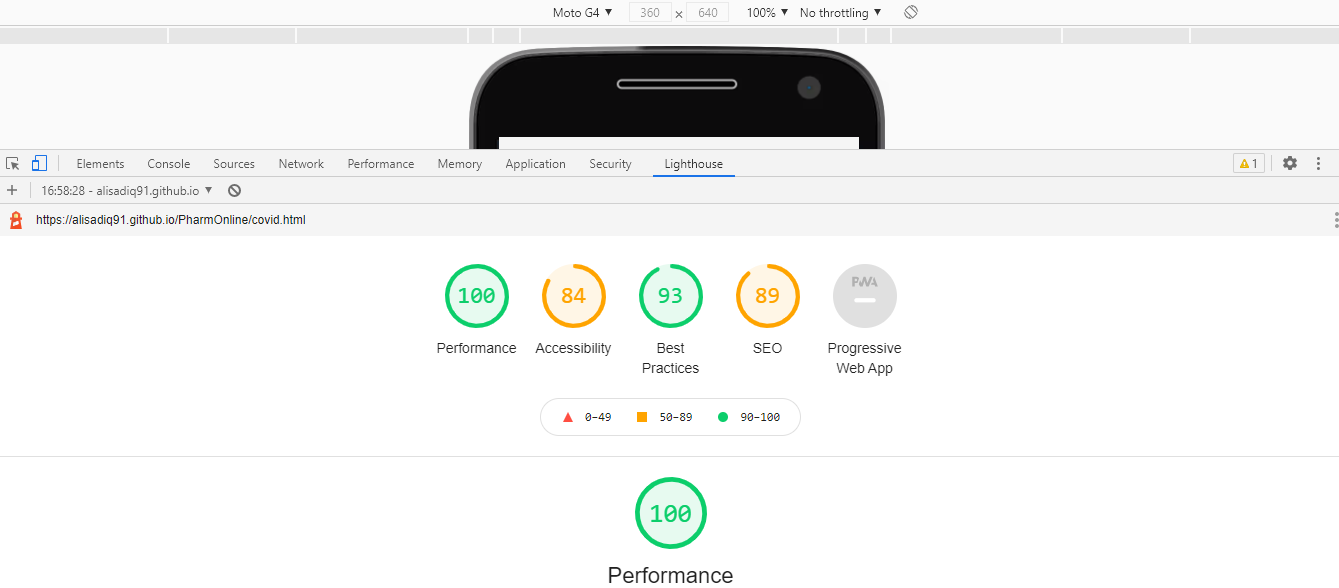 Moto G4 360 × 640 100% No throttling
Elements Console Sources Network Performance Memory Application Security Lighthouse 1
16:58:28 - alisadiq91.github.io
https://alisadiq91.github.io/PharmOnline/covid.html
100 84 93 89 PWA
Performance Accessibility Best Practices SEO Progressive Web App
0–49 50–89 90–100
100
Performance